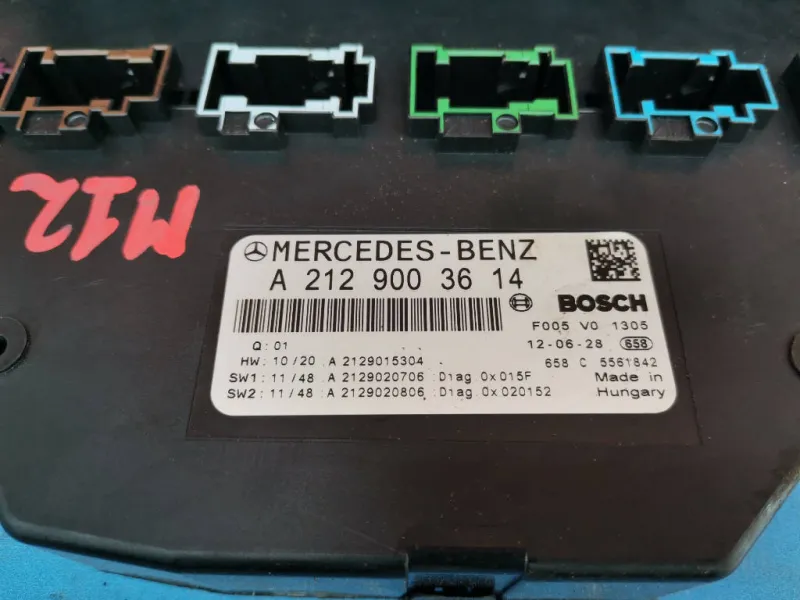 M12
MERCEDES-BENZ
A 212 900 36 14
BOSCH
F005 V0 1305
Q: 01
12-06-28 658
HW: 10/20 A 2129015304
658 C 5561842
SW1: 11/48 A 2129020706 Diag 0x015F
Made in
SW2: 11/48 A 2129020806 Diag 0x020152
Hungary